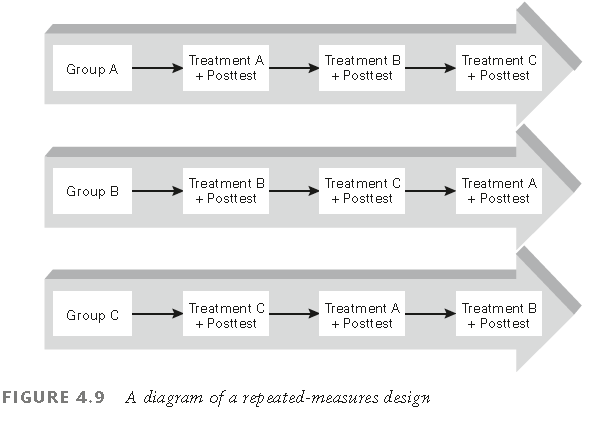 Group A
Treatment A
+ Posttest
Treatment B
+ Posttest
Treatment C
+ Posttest
Group B
Treatment B
+ Posttest
Treatment C
+ Posttest
Treatment A
+ Posttest
Group C
Treatment C
+ Posttest
Treatment A
+ Posttest
Treatment B
+ Posttest
FIGURE 4.9 A diagram of a repeated-measures design